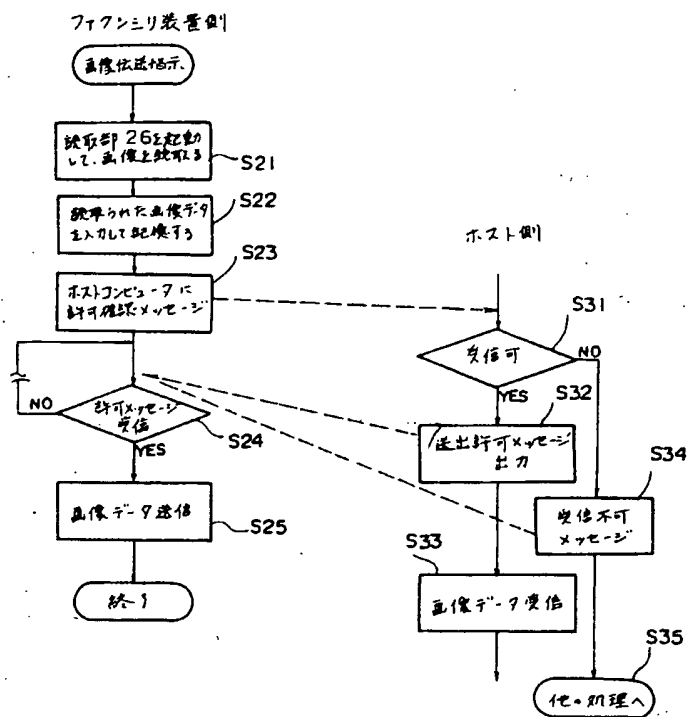 ファクシミリ装置側
画像伝送指示
読取部26を起動
して、画像を読取る
S21
読取られた画像データ
を入力して記憶する
S22
ホストコンピュータに
許可確認メッセージ
S23
許可メッセージ
受信
NO
YES
S24
画像データ送信
S25
終了
ホスト側
受信可
S31
NO
YES
S32
送出許可メッセージ
出力
S34
受信不可
メッセージ
S33
画像データ受信
S35
他の処理へ